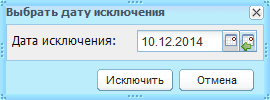 Выбрать дату исключения
Дата исключения: 10.12.2014
Исключить Отмена